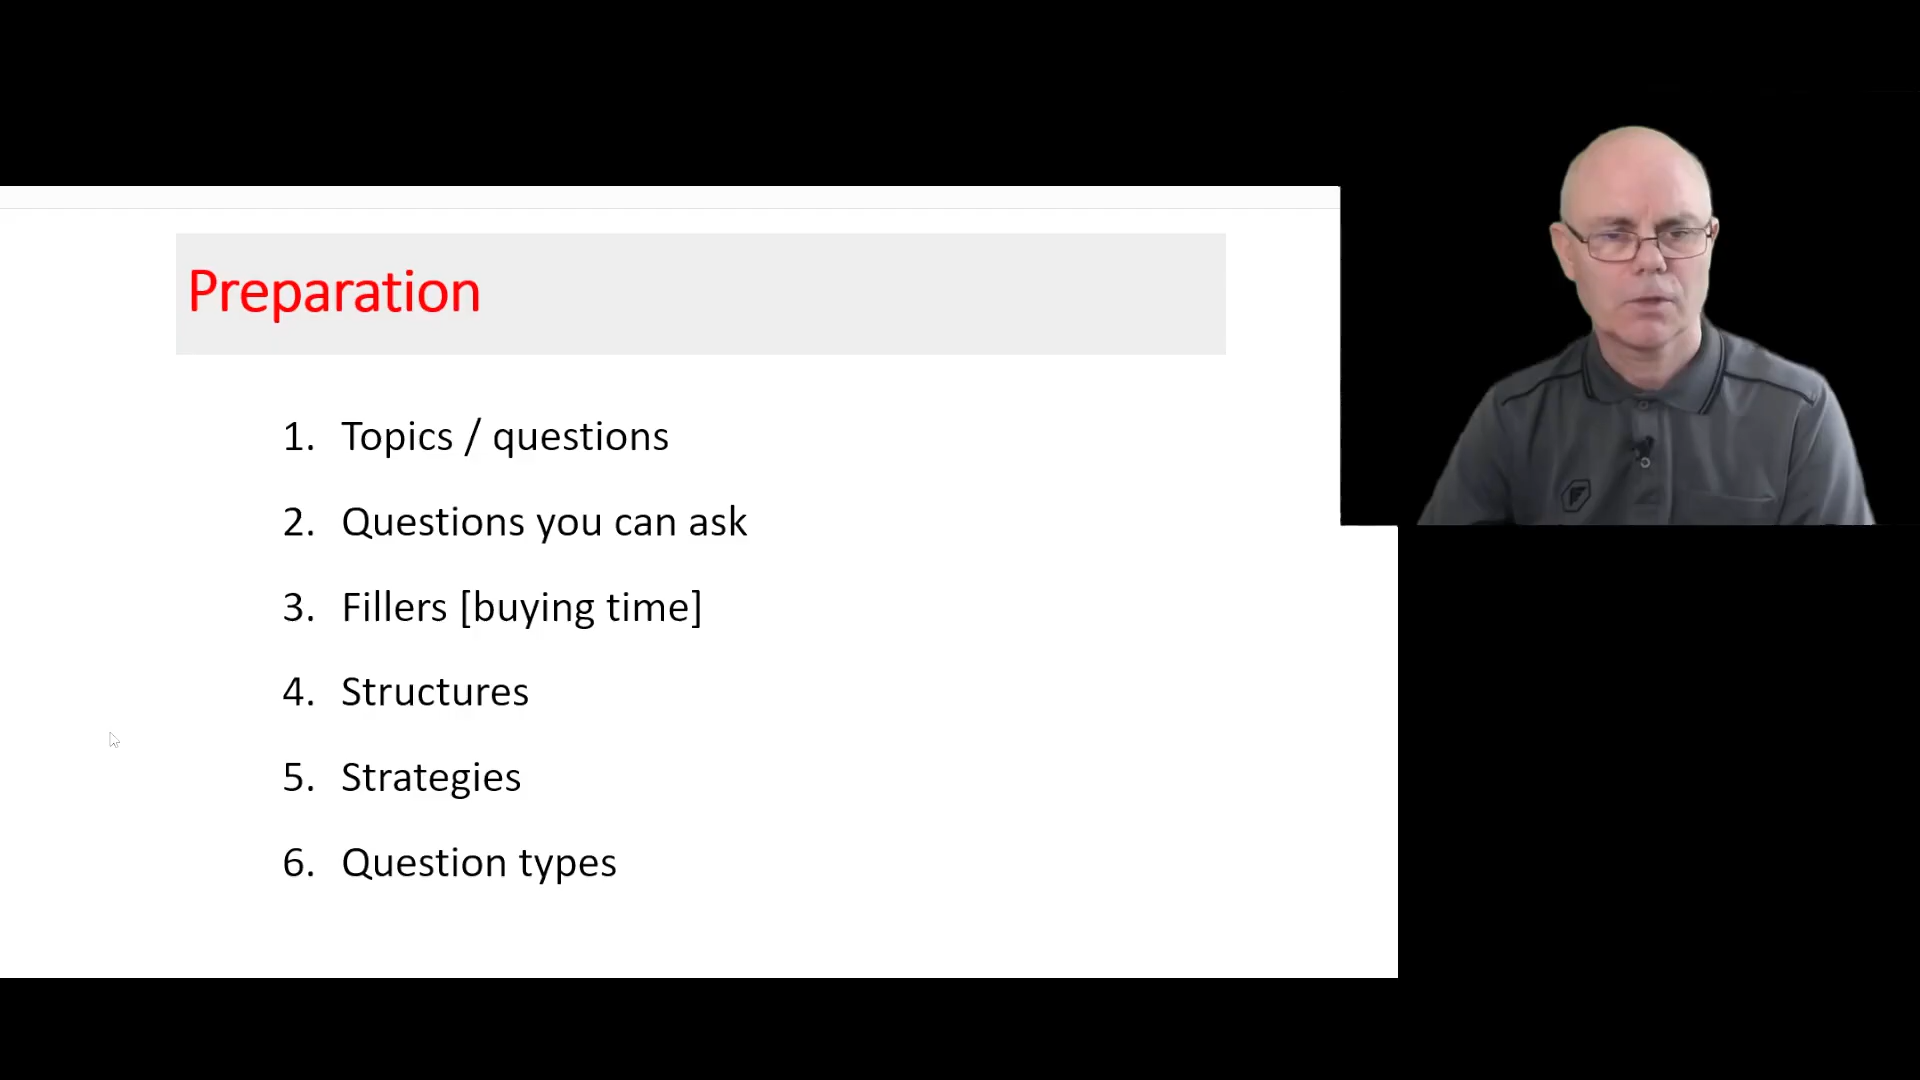 Preparation
1. Topics / questions
2. Questions you can ask
3. Fillers [buying time]
4. Structures
5. Strategies
6. Question types